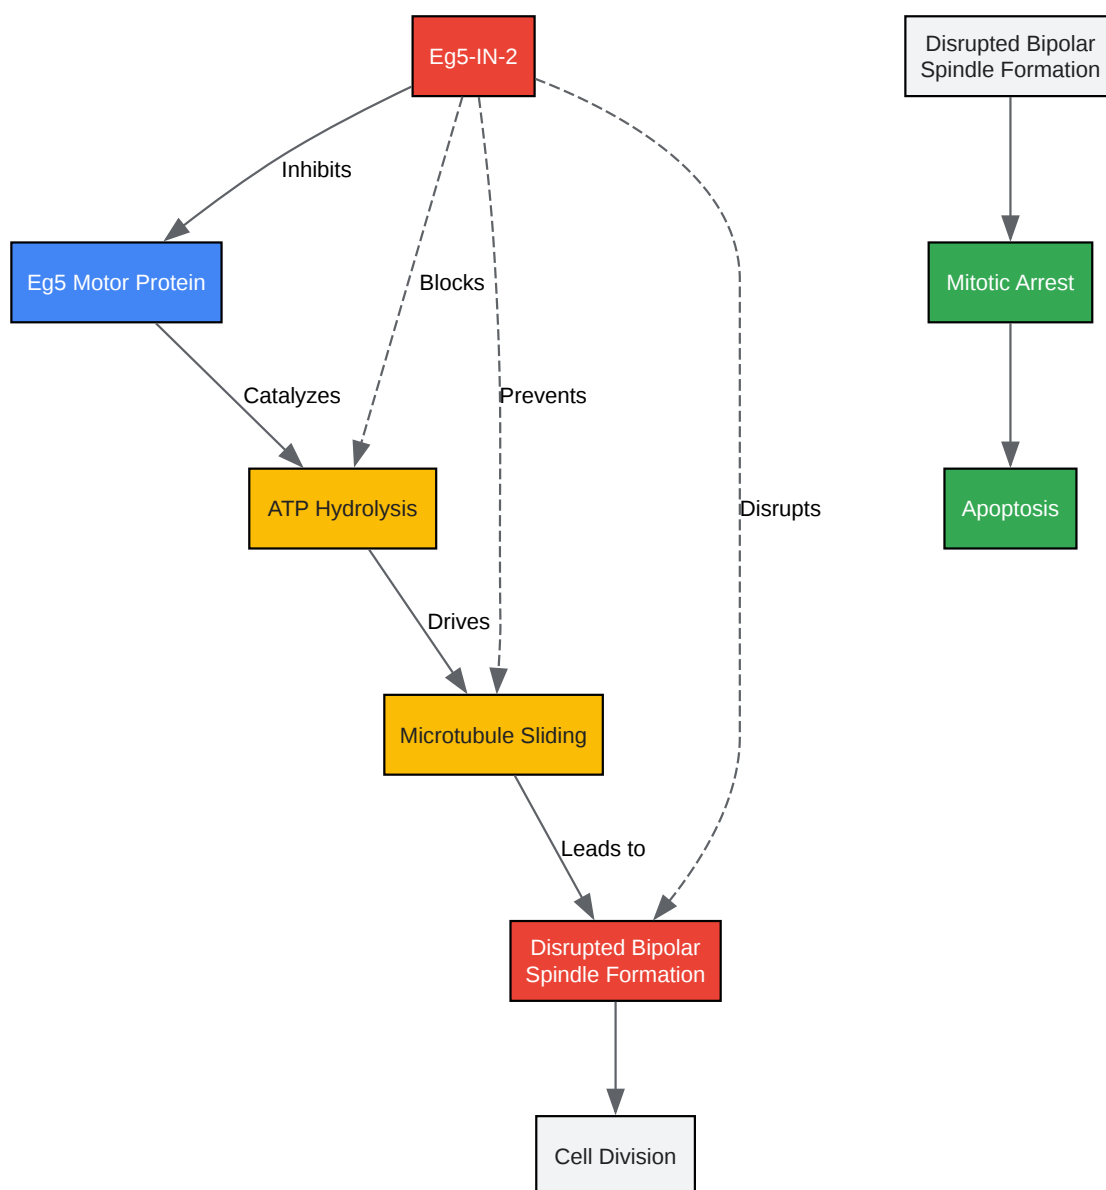 Eg5-IN-2
Disrupted Bipolar
Spindle Formation
Inhibits
Eg5 Motor Protein
Blocks
Mitotic Arrest
Catalyzes
Prevents
ATP Hydrolysis
Disrupts
Apoptosis
Drives
Microtubule Sliding
Leads to
Disrupted Bipolar
Spindle Formation
Cell Division